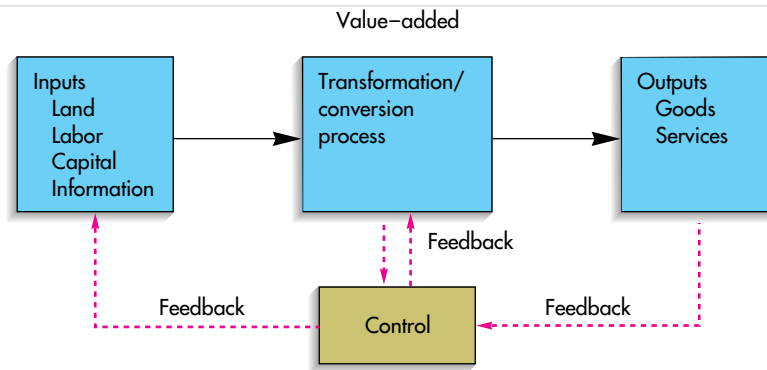 Value–added
Inputs
Land
Labor
Capital
Information
Transformation/
conversion
process
Outputs
Goods
Services
Feedback
Feedback
Control
Feedback